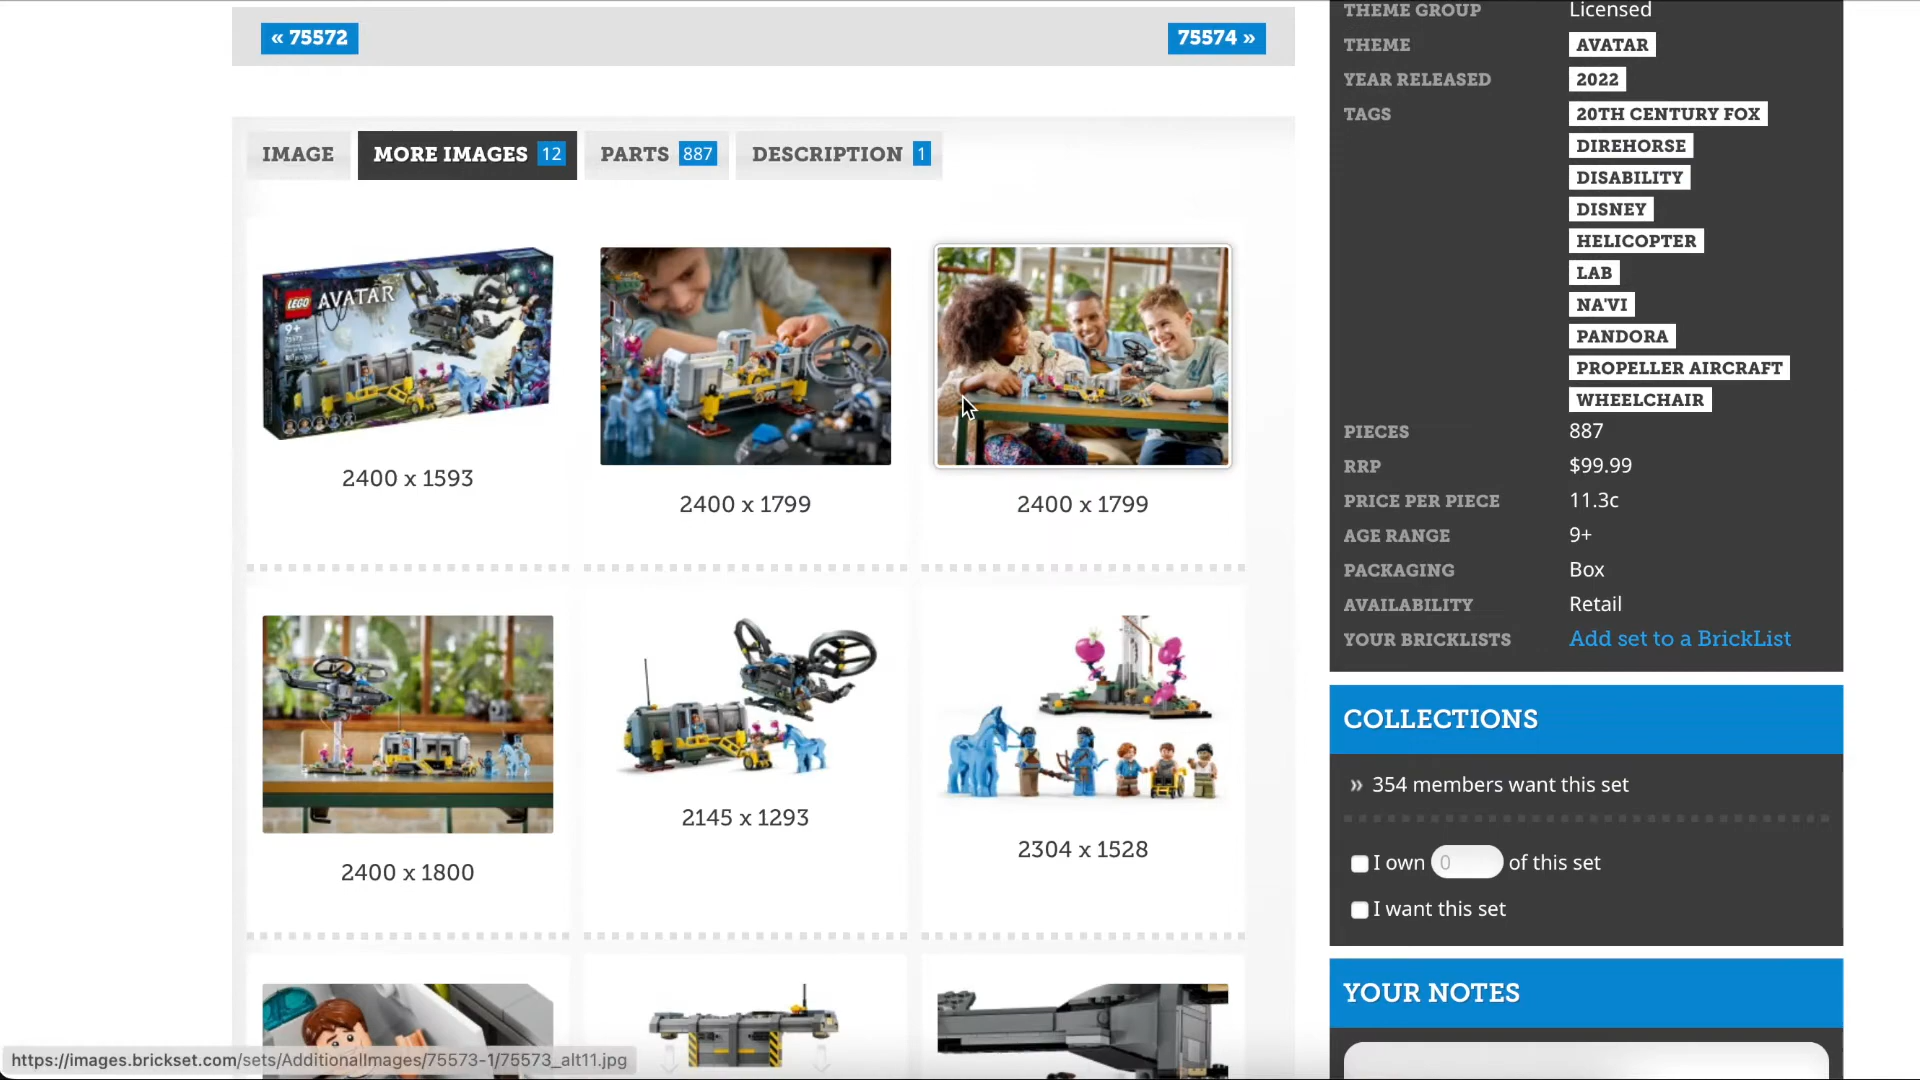 « 75572
75574 »
IMAGE
MORE IMAGES 12
PARTS 887
DESCRIPTION 1
LEGO AVATAR
9+
2400 x 1593
2400 x 1799
2400 x 1799
2400 x 1800
2145 x 1293
2304 x 1528
THEME GROUP Licensed
THEME AVATAR
YEAR RELEASED 2022
TAGS 20TH CENTURY FOX
DIREHORSE
DISABILITY
DISNEY
HELICOPTER
LAB
NA'VI
PANDORA
PROPELLER AIRCRAFT
WHEELCHAIR
PIECES 887
RRP $99.99
PRICE PER PIECE 11.3c
AGE RANGE 9+
PACKAGING Box
AVAILABILITY Retail
YOUR BRICKLISTS Add set to a BrickList
COLLECTIONS
» 354 members want this set
I own 0 of this set
I want this set
YOUR NOTES
https://images.brickset.com/sets/AdditionalImages/75573-1/75573_alt11.jpg